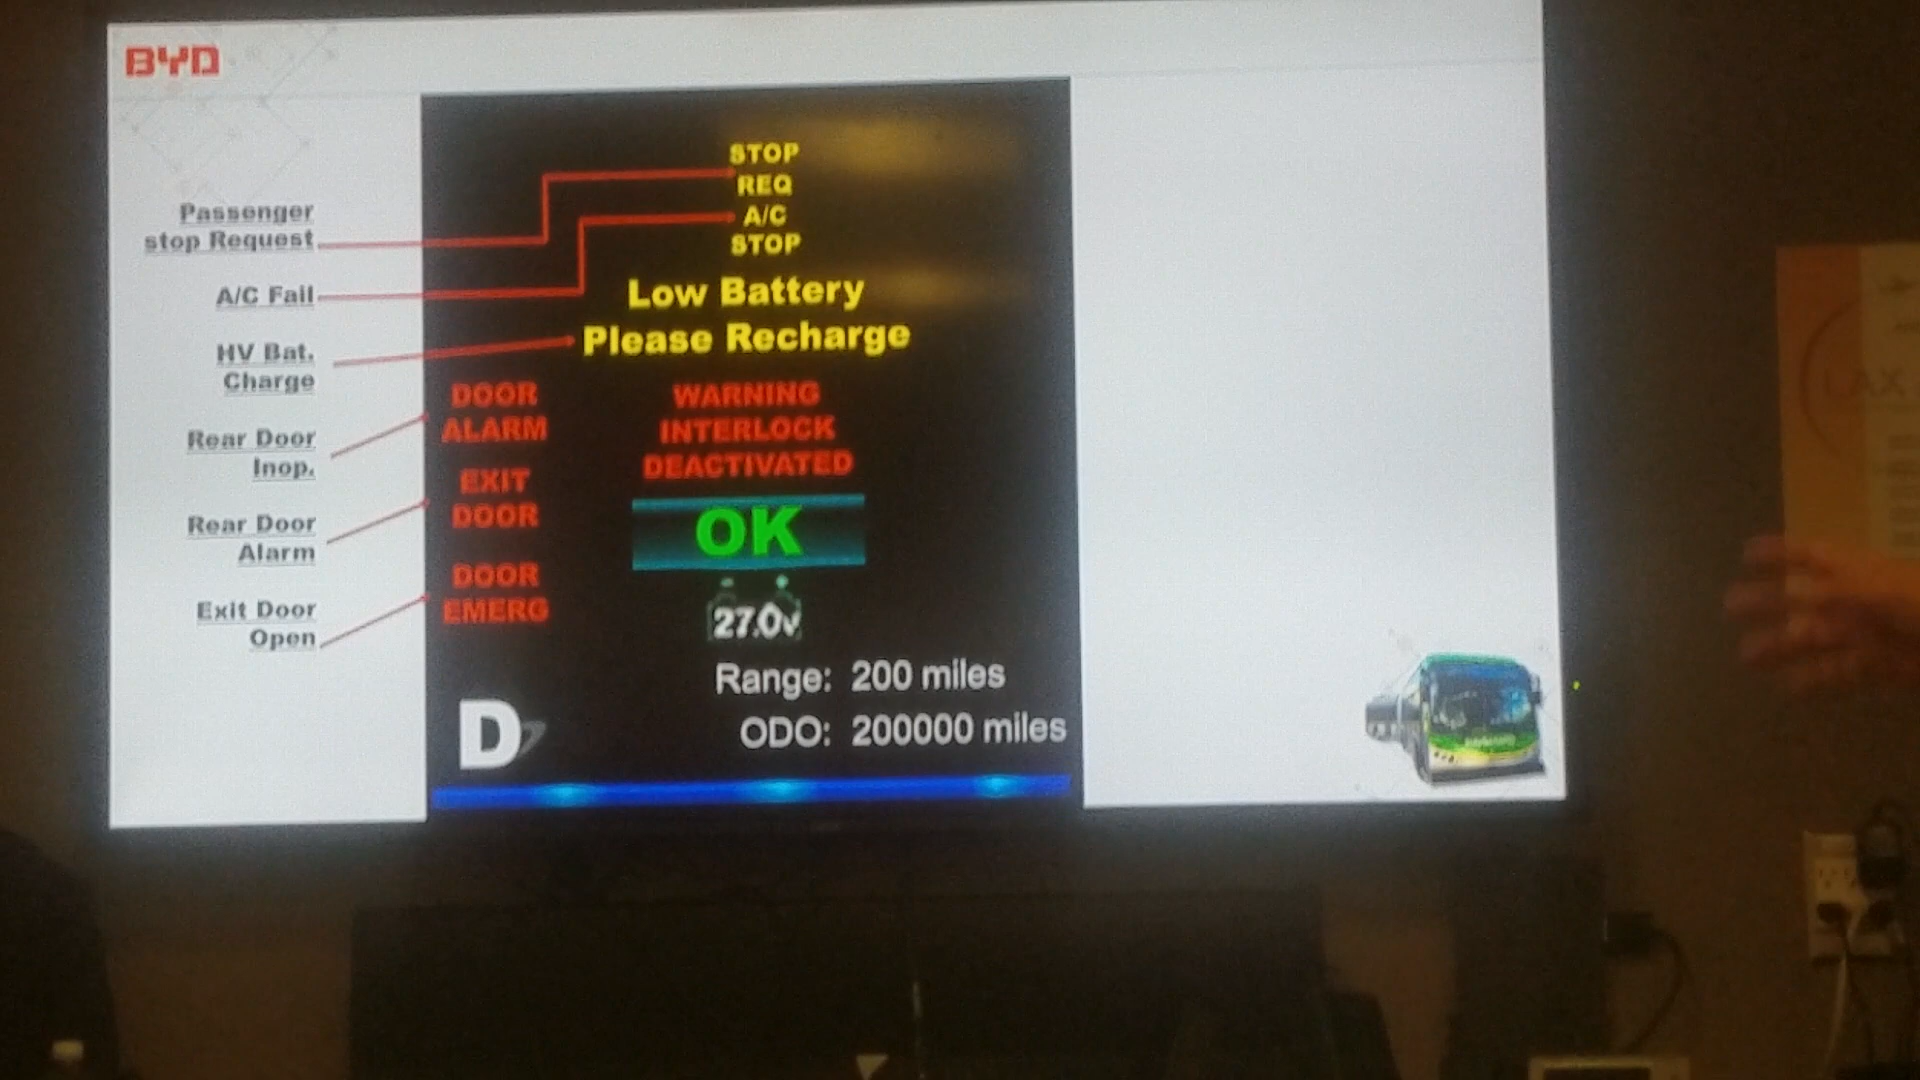 BYD
Passenger
stop Request
A/C Fail
HV Bat.
Charge
Rear Door
Inop.
Rear Door
Alarm
Exit Door
Open
STOP
REQ
A/C
STOP
Low Battery
Please Recharge
DOOR
ALARM
EXIT
DOOR
DOOR
EMERG
WARNING
INTERLOCK
DEACTIVATED
OK
27.0v
Range: 200 miles
ODO: 200000 miles
D
LAX